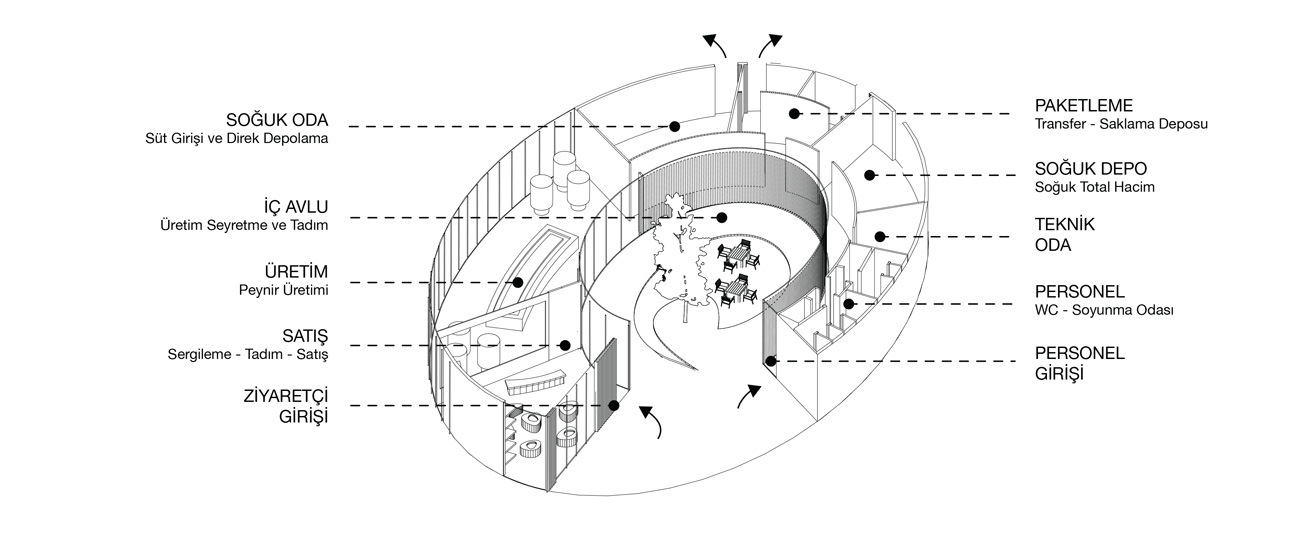 SOĞUK ODA
Süt Girişi ve Direk Depolama
İÇ AVLU
Üretim Seyretme ve Tadım
ÜRETİM
Peynir Üretimi
SATIŞ
Sergileme - Tadım - Satış
ZİYARETÇİ
GİRİŞİ
PAKETLEME
Transfer - Saklama Deposu
SOĞUK DEPO
Soğuk Total Hacim
TEKNİK
ODA
PERSONEL
WC - Soyunma Odası
PERSONEL
GİRİŞİ